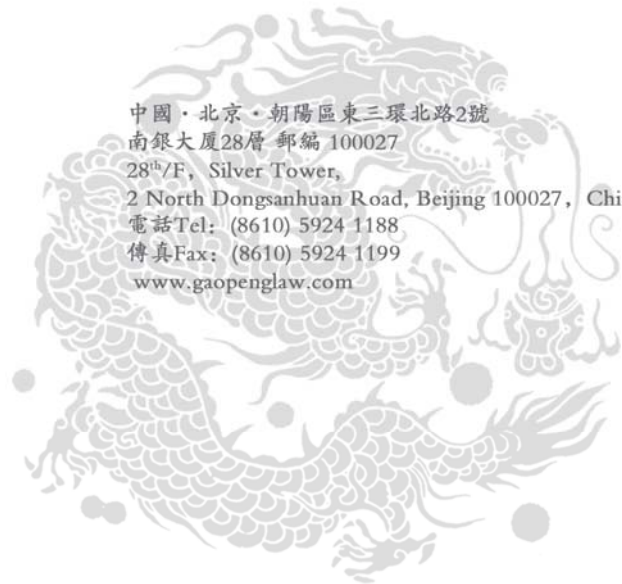 中國·北京·朝陽區東三環北路2號
南銀大厦28層 郵編 100027
28th/F, Silver Tower,
2 North Dongsanhuan Road, Beijing 100027, Chi
電話Tel: (8610) 5924 1188
傳真Fax: (8610) 5924 1199
www.gaopenglaw.com